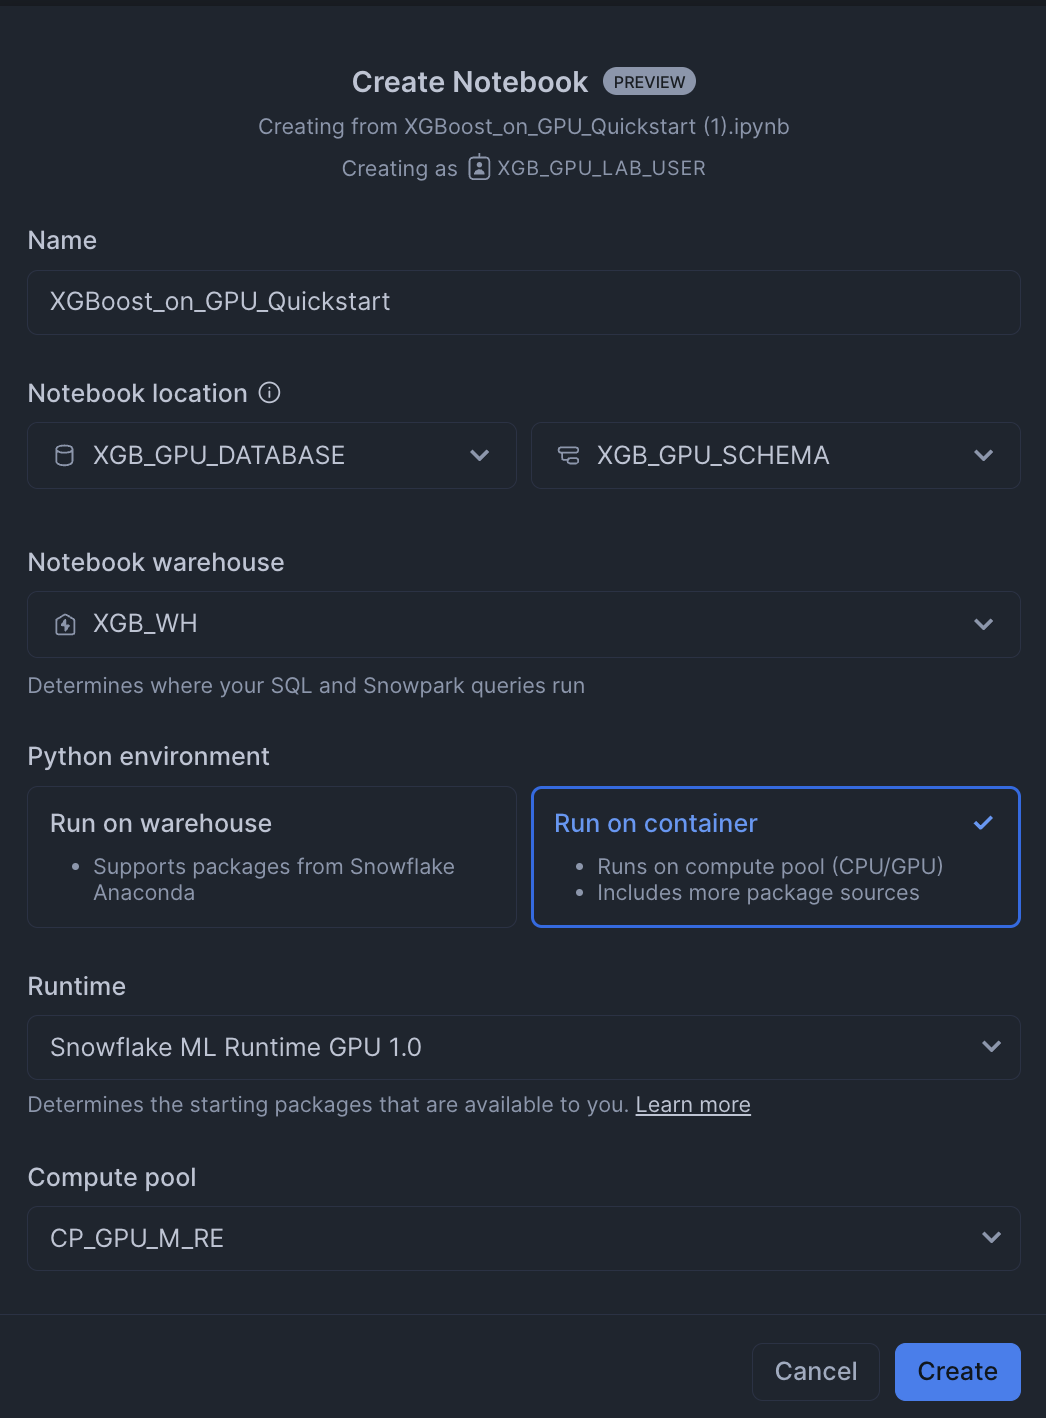 Create Notebook PREVIEW
Creating from XGBoost_on_GPU_Quickstart (1).ipynb
Creating as XGB_GPU_LAB_USER
Name
XGBoost_on_GPU_Quickstart
Notebook location
XGB_GPU_DATABASE
XGB_GPU_SCHEMA
Notebook warehouse
XGB_WH
Determines where your SQL and Snowpark queries run
Python environment
Run on warehouse
• Supports packages from Snowflake
Anaconda
Run on container
• Runs on compute pool (CPU/GPU)
• Includes more package sources
Runtime
Snowflake ML Runtime GPU 1.0
Determines the starting packages that are available to you. Learn more
Compute pool
CP_GPU_M_RE
Cancel
Create